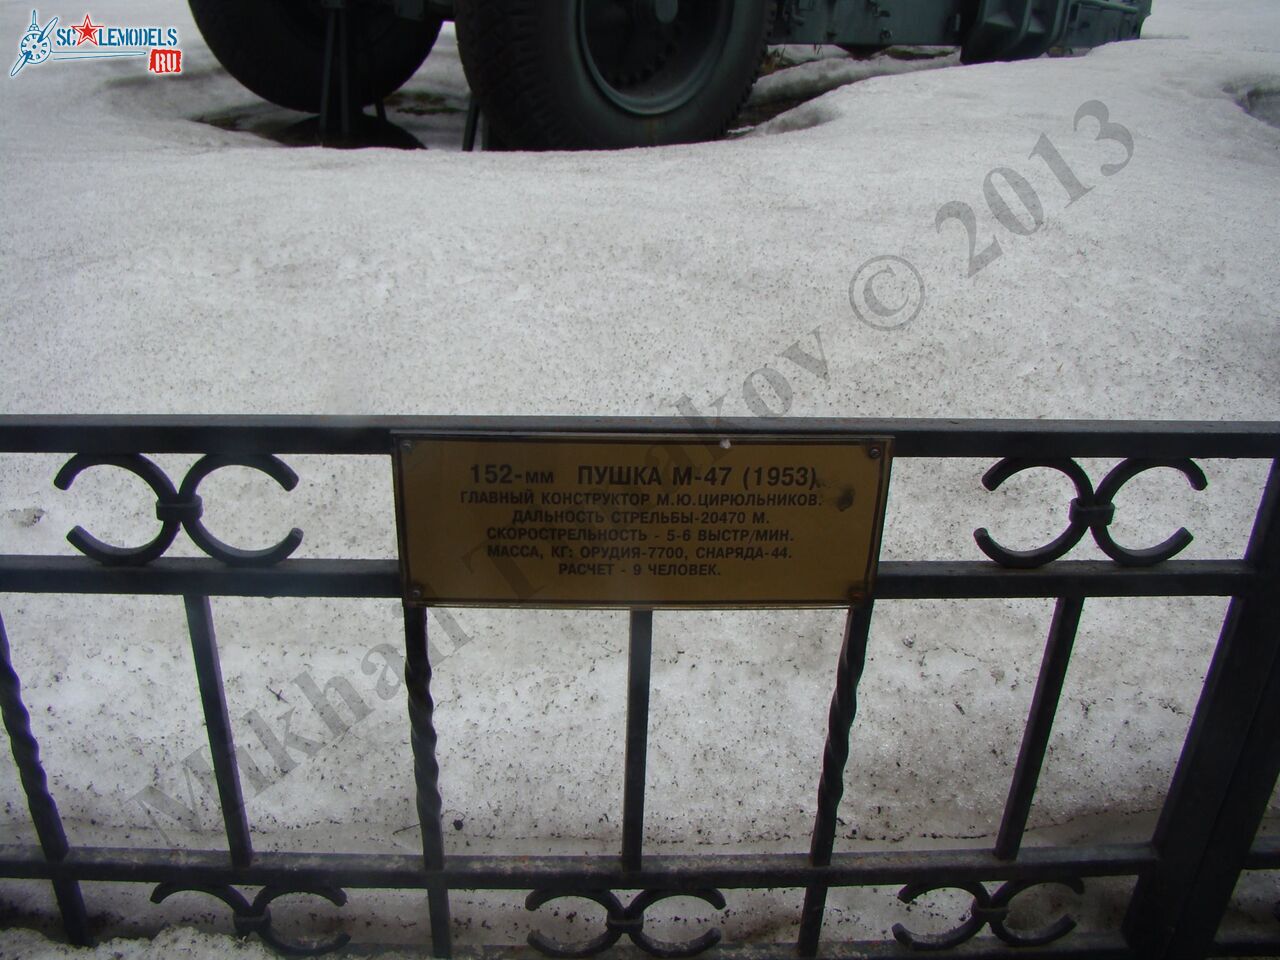 SCALEMODELS
RU
152-мм ПУШКА М-47 (1953)
ГЛАВНЫЙ КОНСТРУКТОР М.Ю.ЦИРЮЛЬНИКОВ.
ДАЛЬНОСТЬ СТРЕЛЬБЫ-20470 М.
СКОРОСТРЕЛЬНОСТЬ - 5-6 ВЫСТР/МИН.
МАССА, КГ: ОРУДИЯ-7700, СНАРЯДА-44.
РАСЧЕТ - 9 ЧЕЛОВЕК.
Mikhail © 2013